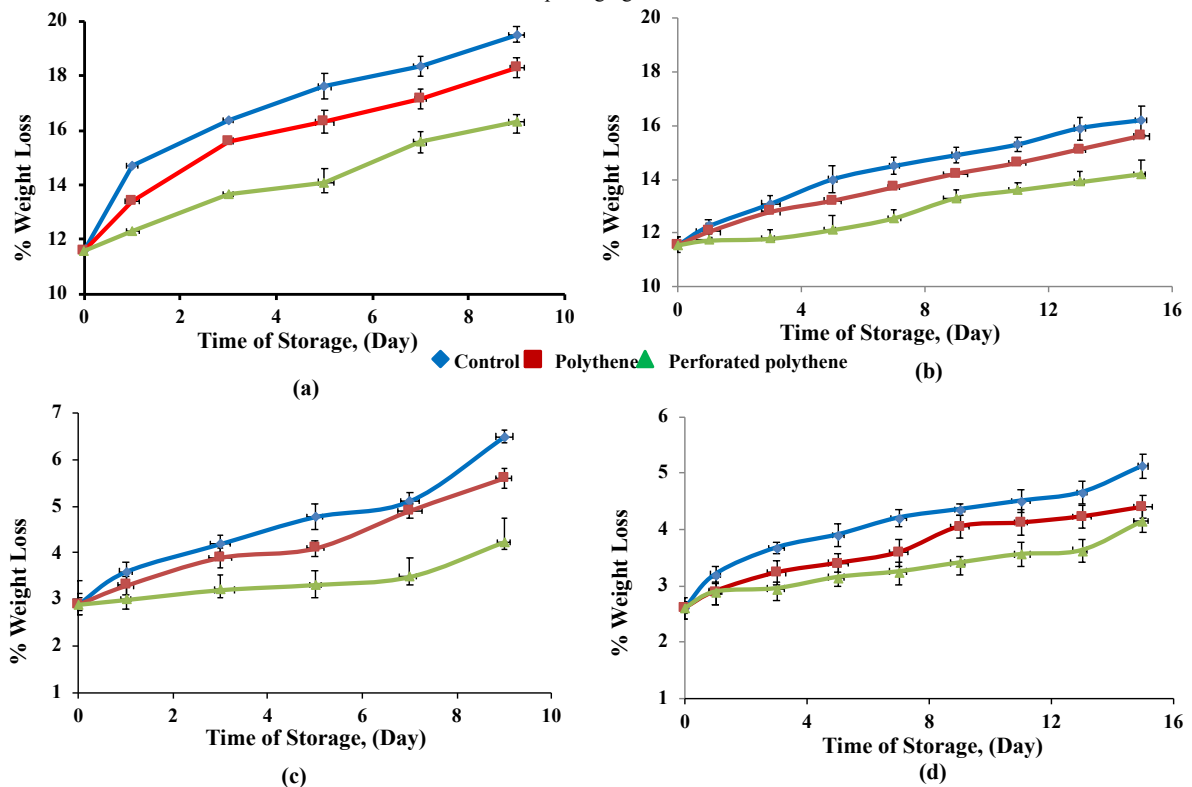 20
18
16
14
12
10
% Weight Loss
0 2 4 6 8 10
Time of Storage, (Day)
(a)
20
18
16
14
12
10
% Weight Loss
0 4 8 12 16
Time of Storage, (Day)
(b)
Control Polythene Perforated polythene
7
6
5
4
3
2
1
% Weight Loss
0 2 4 6 8 10
Time of Storage, (Day)
(c)
6
5
4
3
2
1
% Weight Loss
0 4 8 12 16
Time of Storage, (Day)
(d)